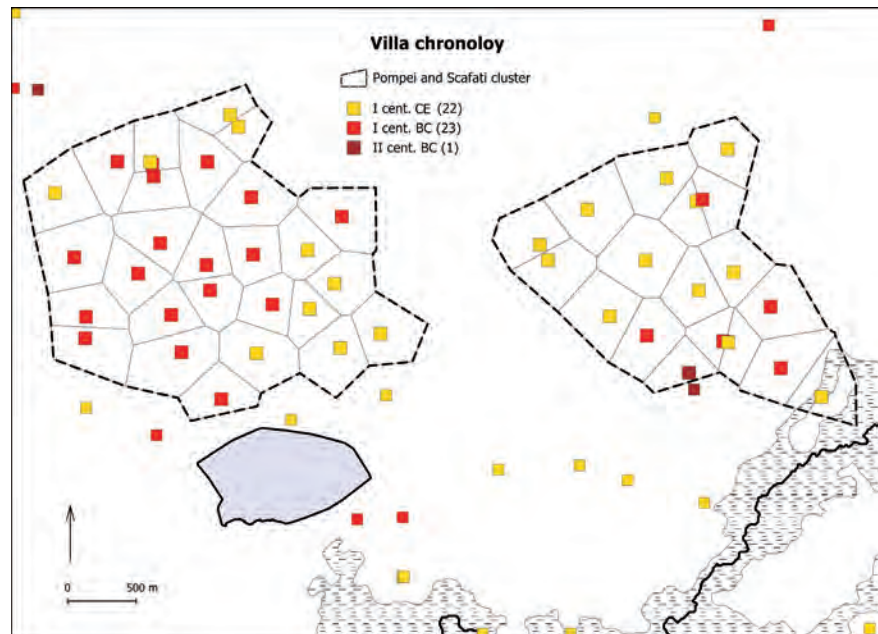 Villa chronoloy
Pompei and Scafati cluster
I cent. CE (22)
I cent. BC (23)
II cent. BC (1)
0 500 m